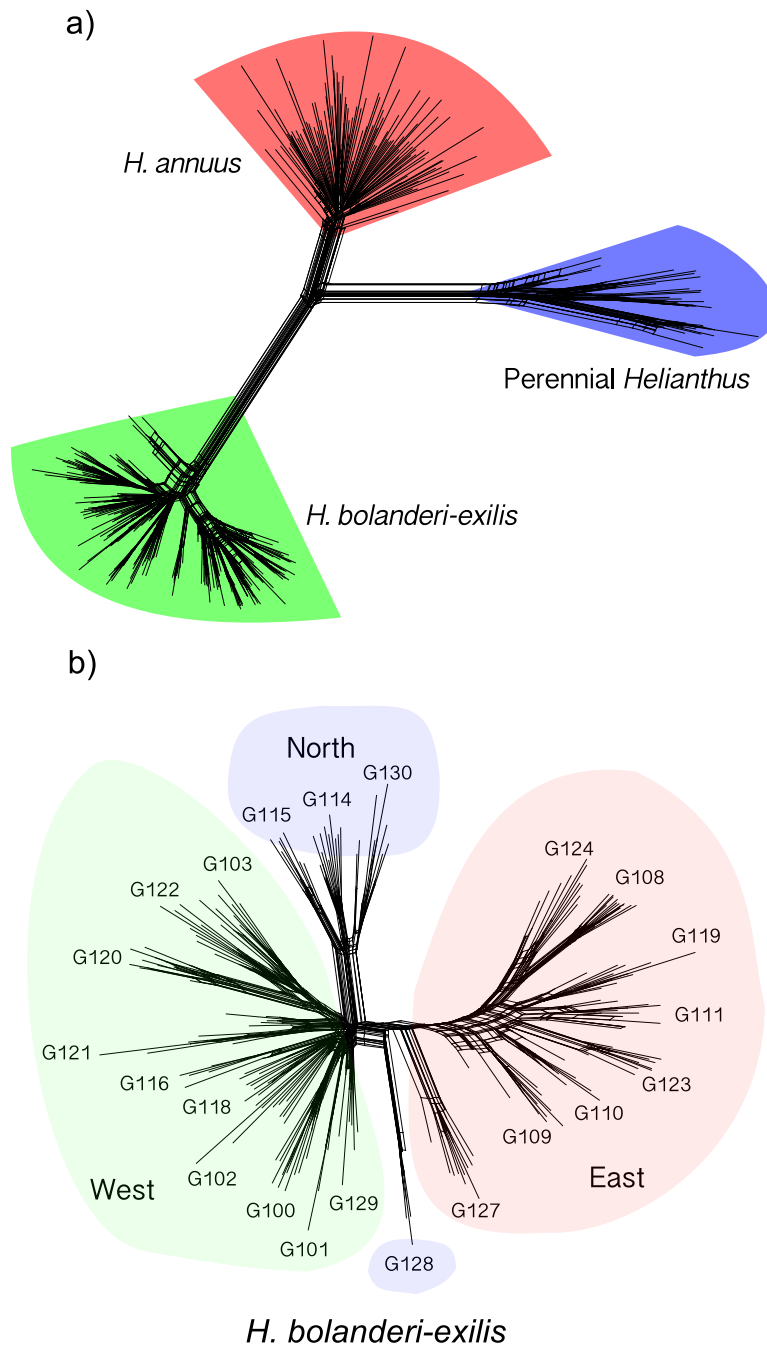 a)
H. annuus
Perennial Helianthus
H. bolanderi-exilis
b)
North
G130
G115
G114
G103
G124
G122
G108
G120
G119
G111
G121
G116
G118
G123
G110
G109
G102
West
G100
G129
G127
East
G101
G128
H. bolanderi-exilis